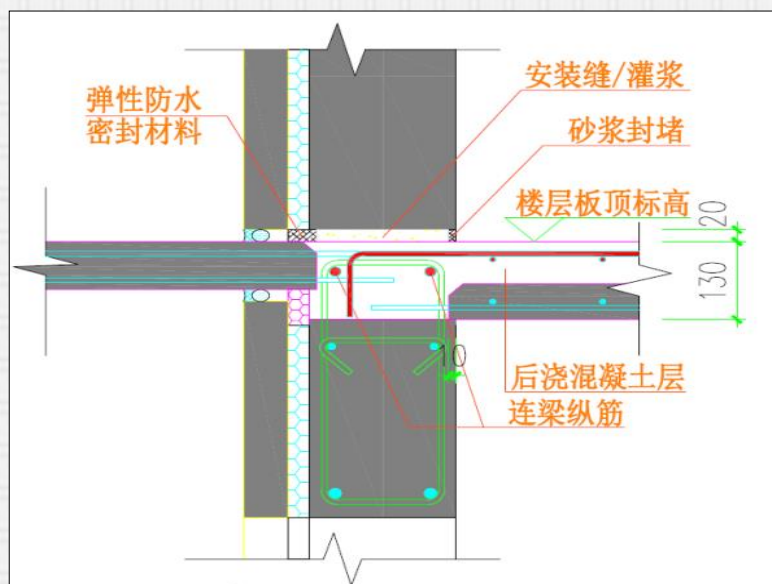 弹性防水
密封材料
安装缝/灌浆
砂浆封堵
楼层板顶标高
20
130
10
后浇混凝土层
连梁纵筋